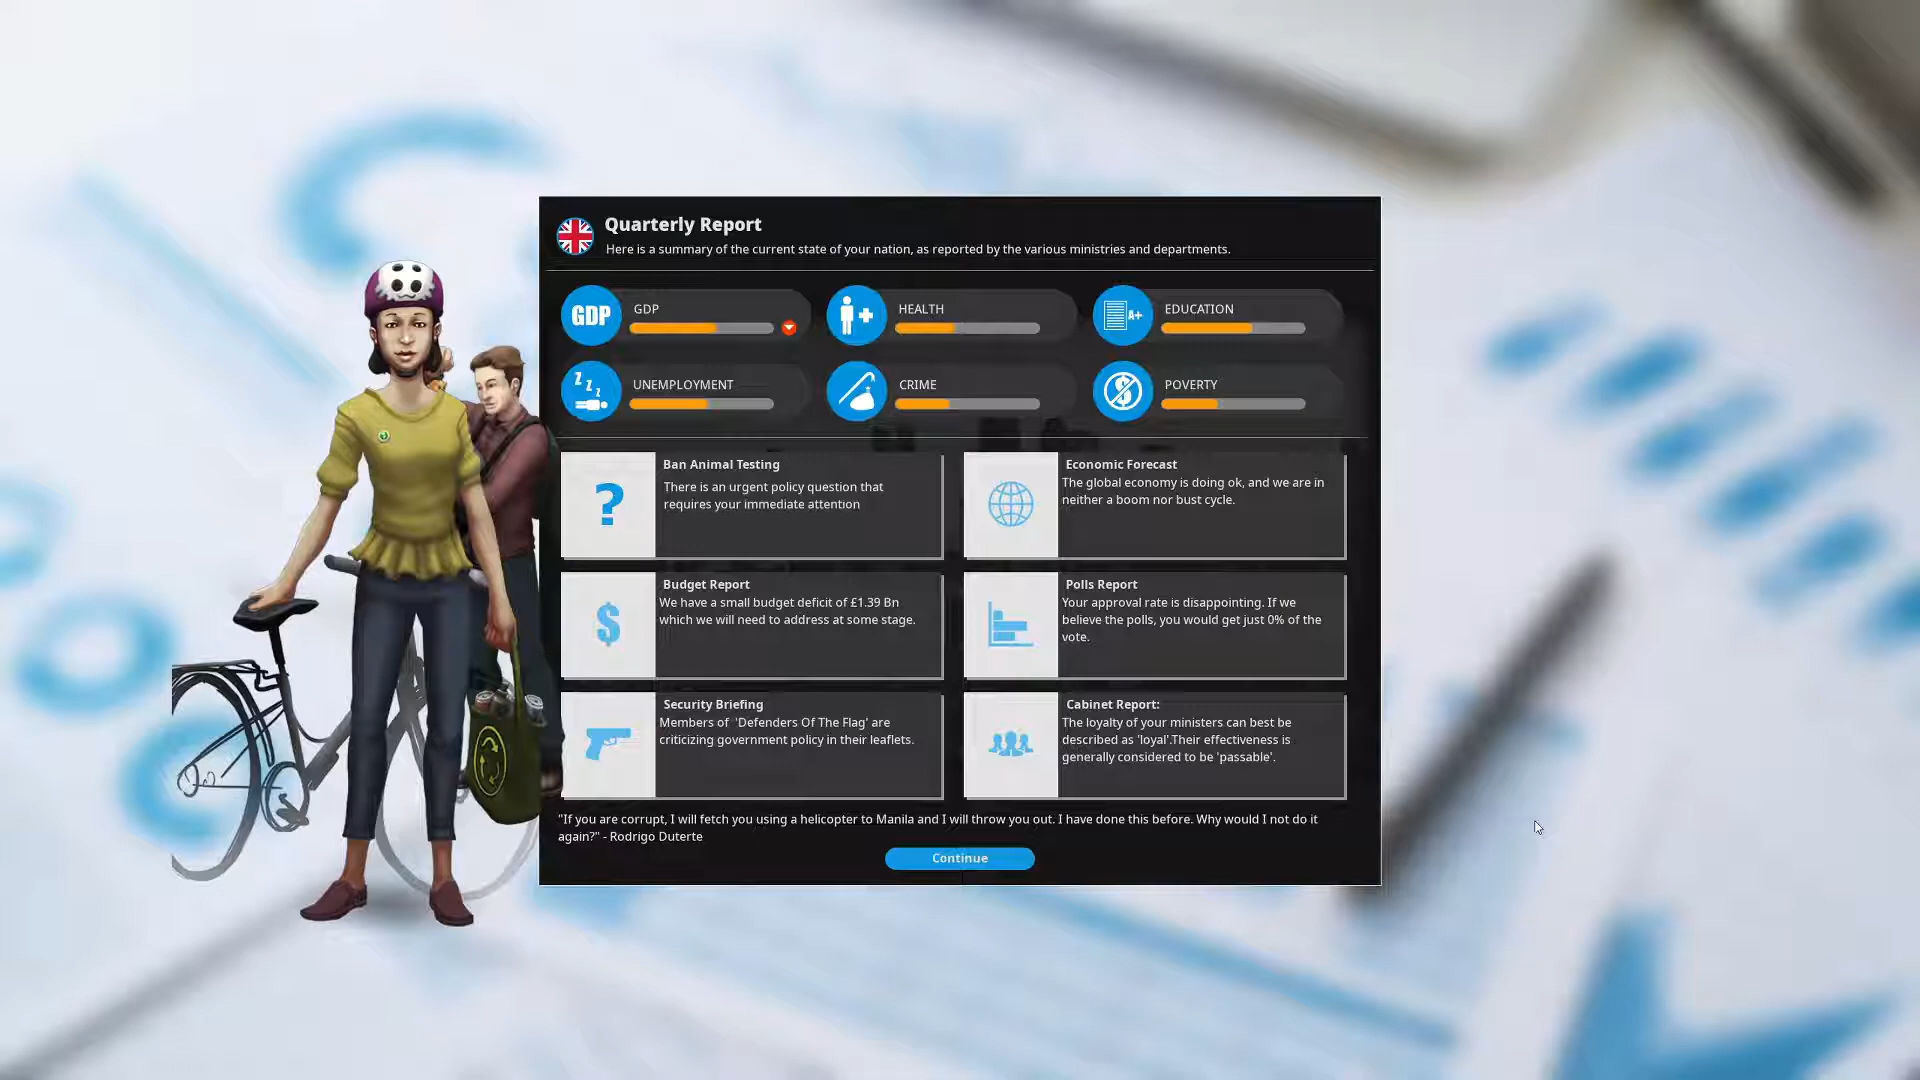 Quarterly Report
Here is a summary of the current state of your nation, as reported by the various ministries and departments.
GDP
GDP
HEALTH
A+
EDUCATION
Z Z Z
UNEMPLOYMENT
CRIME
$
POVERTY
?
Ban Animal Testing
There is an urgent policy question that
requires your immediate attention
Economic Forecast
The global economy is doing ok, and we are in
neither a boom nor bust cycle.
$
Budget Report
We have a small budget deficit of £1.39 Bn
which we will need to address at some stage.
Polls Report
Your approval rate is disappointing. If we
believe the polls, you would get just 0% of the
vote.
Security Briefing
Members of 'Defenders Of The Flag' are
criticizing government policy in their leaflets.
Cabinet Report:
The loyalty of your ministers can best be
described as 'loyal'.Their effectiveness is
generally considered to be 'passable'.
"If you are corrupt, I will fetch you using a helicopter to Manila and I will throw you out. I have done this before. Why would I not do it
again?" - Rodrigo Duterte
Continue